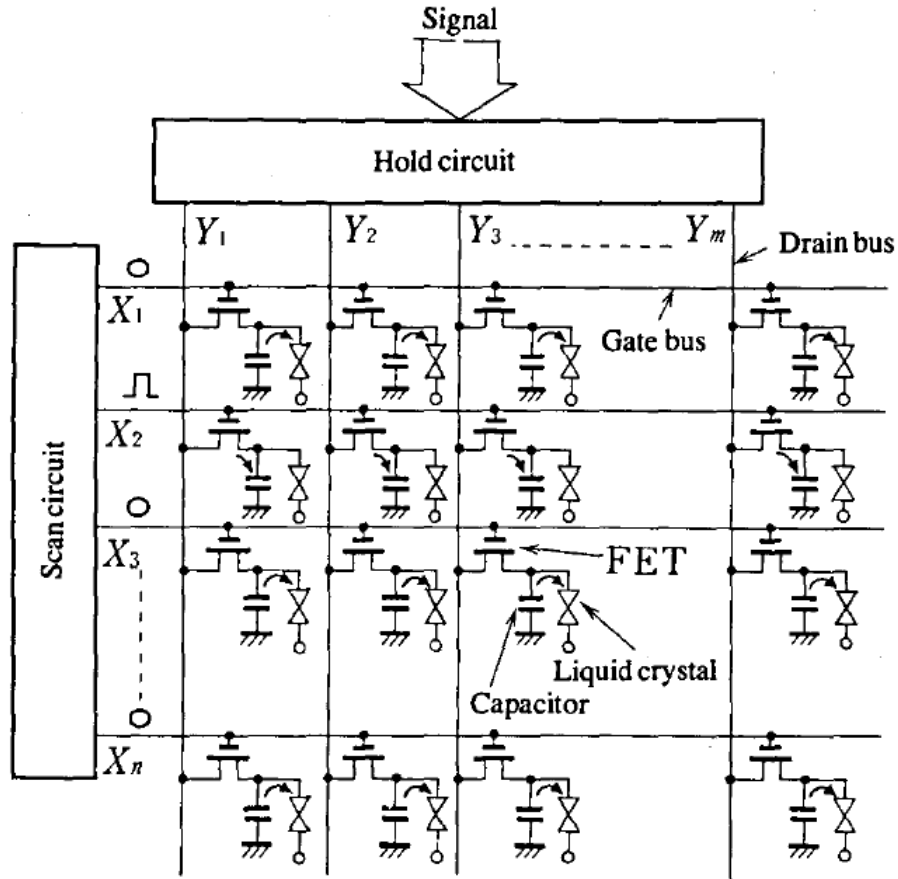 Signal
Hold circuit
Y1 Y2 Y3 Ym
Drain bus
X1
Gate bus
X2
Scan circuit
X3
FET
Liquid crystal
Capacitor
Xn